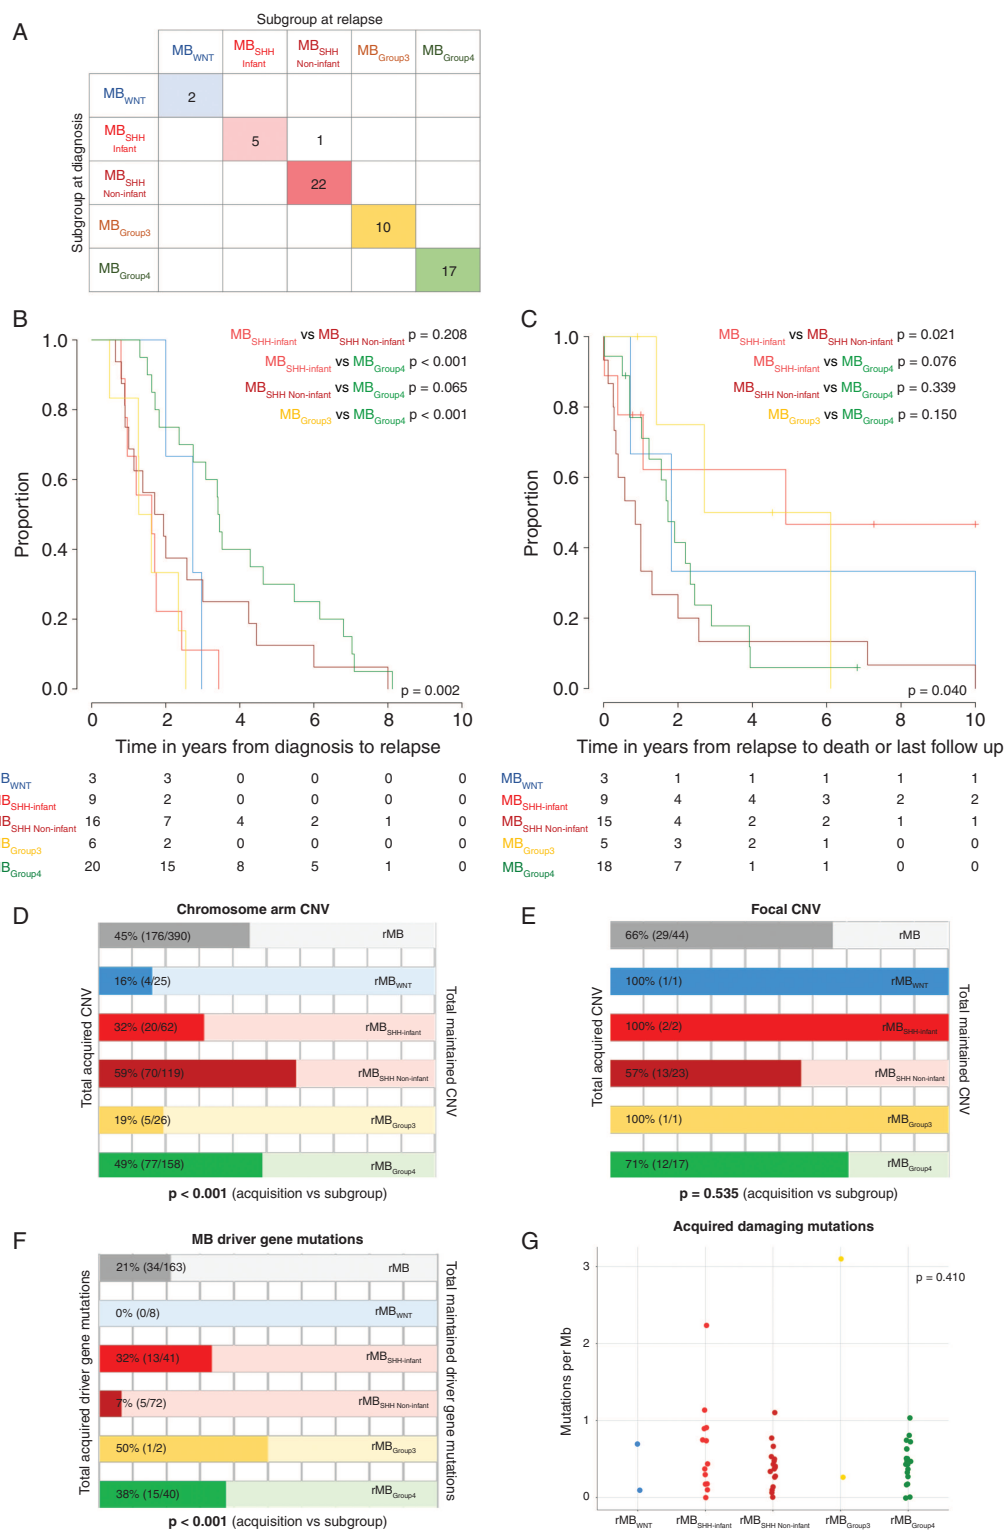 A
Subgroup at relapse
MBWNT MBSHH Infant MBSHH Non-infant MBGroup3 MBGroup4
Subgroup at diagnosis
MBWNT 2
MBSHH Infant 5 1
MBSHH Non-infant 22
MBGroup3 10
MBGroup4 17
B
MBSHH-infant vs MBSHH Non-infant p = 0.208
MBSHH-infant vs MBGroup4 p < 0.001
MBSHH Non-infant vs MBGroup4 p = 0.065
MBGroup3 vs MBGroup4 p < 0.001
Proportion
1.0
0.8
0.6
0.4
0.2
0.0
p = 0.002
0 2 4 6 8 10
Time in years from diagnosis to relapse
BWNT 3 3 0 0 0 0
MBSHH-infant 9 2 0 0 0 0
MBSHH Non-infant 16 7 4 2 1 0
BGroup3 6 2 0 0 0 0
MBGroup4 20 15 8 5 1 0
C
MBSHH-infant vs MBSHH Non-infant p = 0.021
MBSHH-infant vs MBGroup4 p = 0.076
MBSHH Non-infant vs MBGroup4 p = 0.339
MBGroup3 vs MBGroup4 p = 0.150
Proportion
1.0
0.8
0.6
0.4
0.2
0.0
p = 0.040
0 2 4 6 8 10
Time in years from relapse to death or last follow up
MBWNT 3 1 1 1 1 1
MBSHH-infant 9 4 4 3 2 2
MBSHH Non-infant 15 4 2 2 1 1
MBGroup3 5 3 2 1 0 0
MBGroup4 18 7 1 1 0 0
D
Chromosome arm CNV
Total acquired CNV
45% (176/390) rMB
16% (4/25) rMBWNT
32% (20/62) rMBSHH-infant
59% (70/119) rMBSHH Non-infant
19% (5/26) rMBGroup3
49% (77/158) rMBGroup4
Total maintained CNV
p < 0.001 (acquisition vs subgroup)
E
Focal CNV
Total acquired CNV
66% (29/44) rMB
100% (1/1) rMBWNT
100% (2/2) rMBSHH-infant
57% (13/23) rMBSHH Non-infant
100% (1/1) rMBGroup3
71% (12/17) rMBGroup4
Total maintained CNV
p = 0.535 (acquisition vs subgroup)
F
MB driver gene mutations
Total acquired driver gene mutations
21% (34/163) rMB
0% (0/8) rMBWNT
32% (13/41) rMBSHH-infant
7% (5/72) rMBSHH Non-infant
50% (1/2) rMBGroup3
38% (15/40) rMBGroup4
Total maintained driver gene mutations
p < 0.001 (acquisition vs subgroup)
G
Acquired damaging mutations
p = 0.410
Mutations per Mb
3
2
1
0
rMBWNT rMBSHH-infant rMBSHH Non-infant rMBGroup3 rMBGroup4